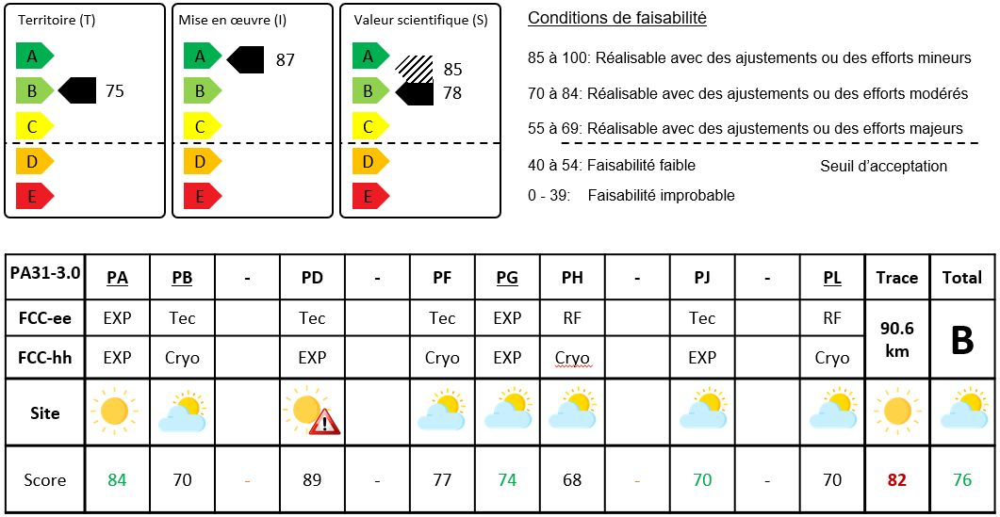 Territoire (T)
A
B
75
C
D
E
Mise en œuvre (I)
A
87
B
C
D
E
Valeur scientifique (S)
A
85
B
78
C
D
E
Conditions de faisabilité
85 à 100: Réalisable avec des ajustements ou des efforts mineurs
70 à 84: Réalisable avec des ajustements ou des efforts modérés
55 à 69: Réalisable avec des ajustements ou des efforts majeurs
40 à 54: Faisabilité faible Seuil d'acceptation
0 - 39: Faisabilité improbable
PA31-3.0 PA PB - PD - PF PG PH - PJ - PL Trace Total
FCC-ee EXP Tec Tec Tec EXP RF Tec RF 90.6 km B
FCC-hh EXP Cryo EXP Cryo EXP Cryo EXP Cryo
Site - - - -
Score 84 70 - 89 - 77 74 68 - 70 - 70 82 76